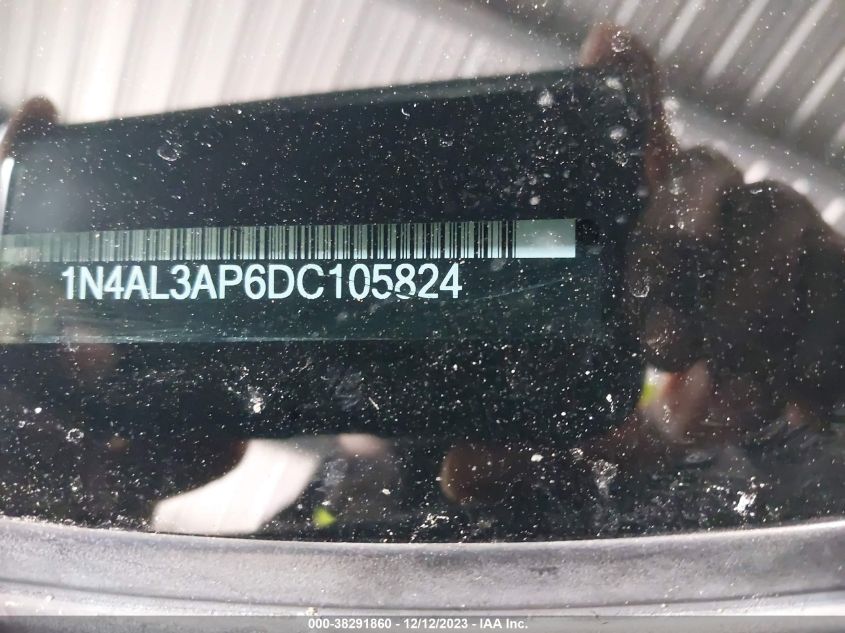 1N4AL3AP6DC105824
000-38291860 — 12/12/2023 — IAA Inc.